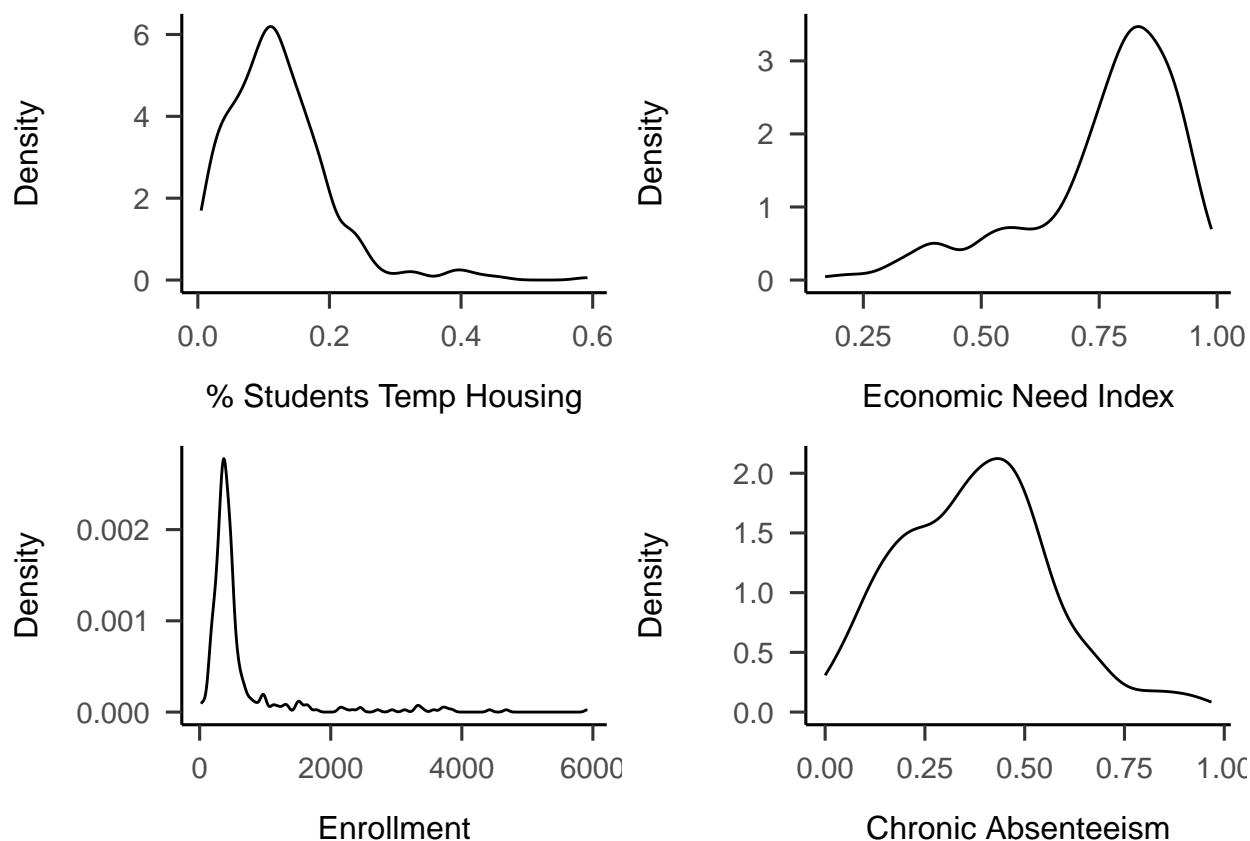 Density
6
4
2
0
0.0 0.2 0.4 0.6
% Students Temp Housing
Density
3
2
1
0
0.25 0.50 0.75 1.00
Economic Need Index
Density
0.002
0.001
0.000
0 2000 4000 6000
Enrollment
Density
2.0
1.5
1.0
0.5
0.0
0.00 0.25 0.50 0.75 1.00
Chronic Absenteeism